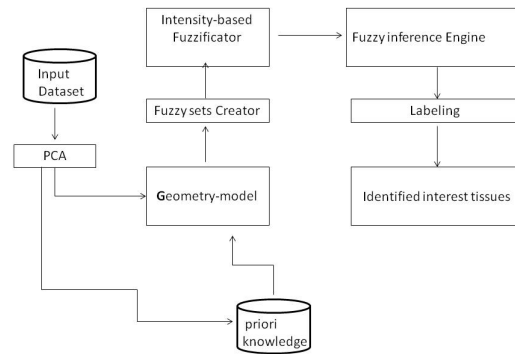 Intensity-based
Fuzzificator
Fuzzy inference Engine
Input
Dataset
Fuzzy sets Creator
Labeling
PCA
Geometry-model
Identified interest tissues
priori
knowledge